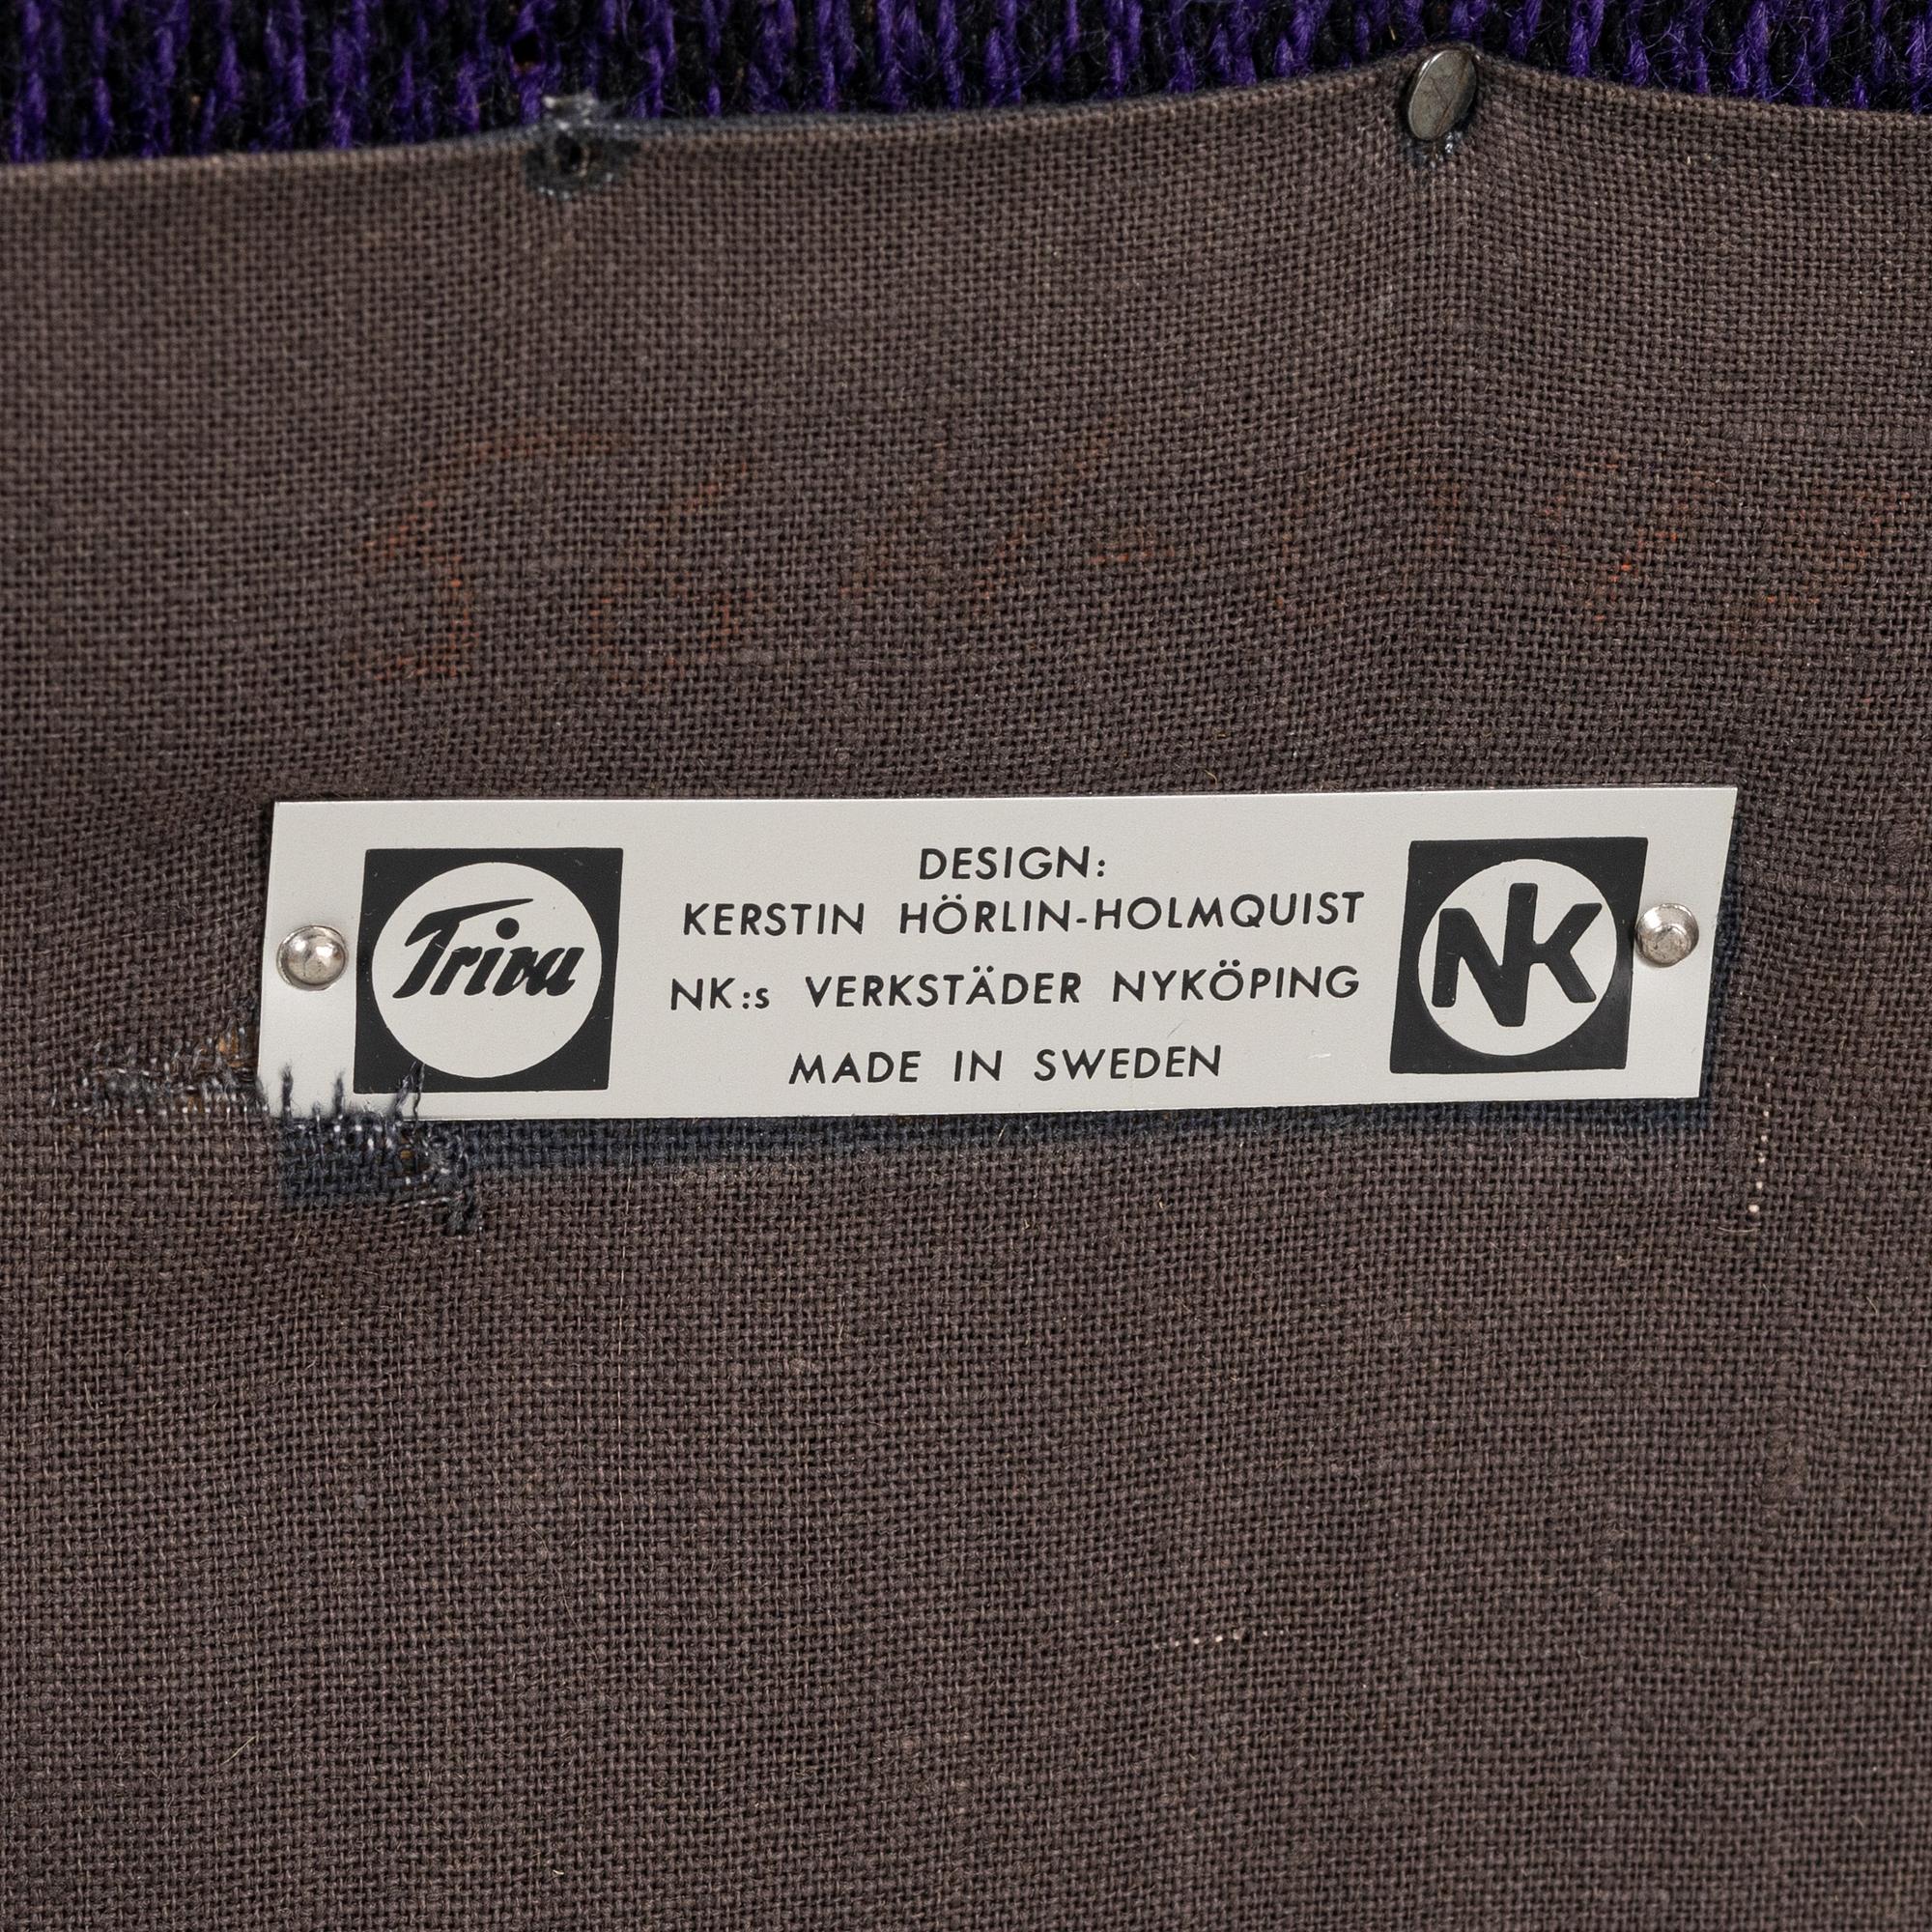 Triva
DESIGN:
KERSTIN HÖRLIN-HOLMQUIST
NK:s VERKSTÄDER NYKÖPING
MADE IN SWEDEN
NK